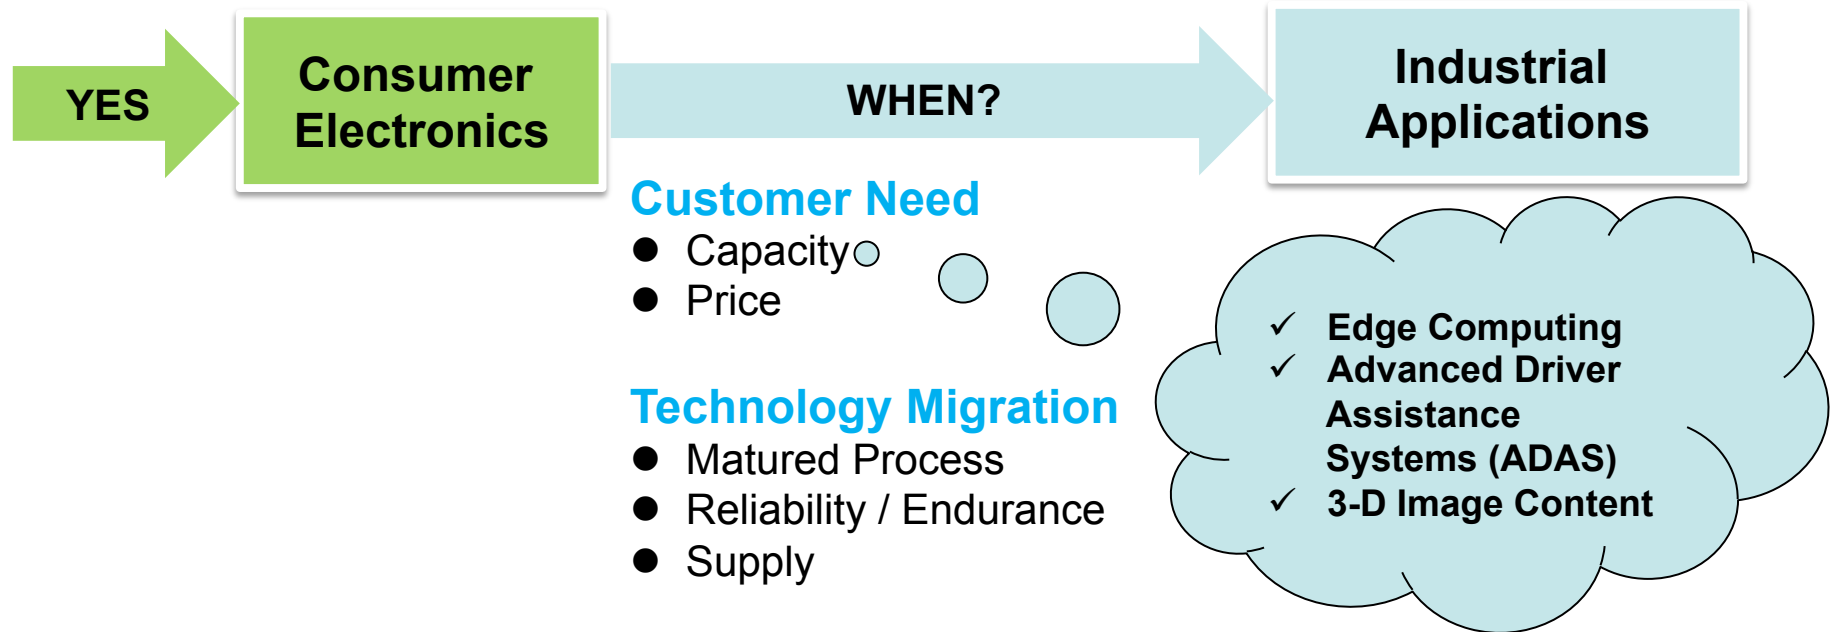 YES
Consumer
Electronics
WHEN?
Industrial
Applications
Customer Need
● Capacity
● Price
Technology Migration
● Matured Process
● Reliability / Endurance
● Supply
✓ Edge Computing
✓ Advanced Driver
Assistance
Systems (ADAS)
✓ 3-D Image Content